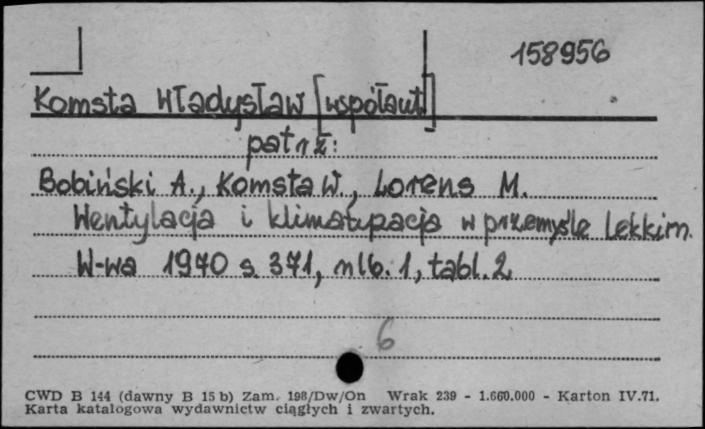 158956
Komsta Władysław [współaut.]
patrz:
Bobiński A., Komsta W., Lorens M.
Wentylacja i klimatyzacja w przemyśle lekkim.
W-wa 1970 s. 371, nlb. 1, tabl. 2
6
CWD B 144 (dawny B 15 b) Zam. 198/Dw/On Wrak 239 - 1.660.000 - Karton IV.71.
Karta katalogowa wydawnictw ciągłych i zwartych.